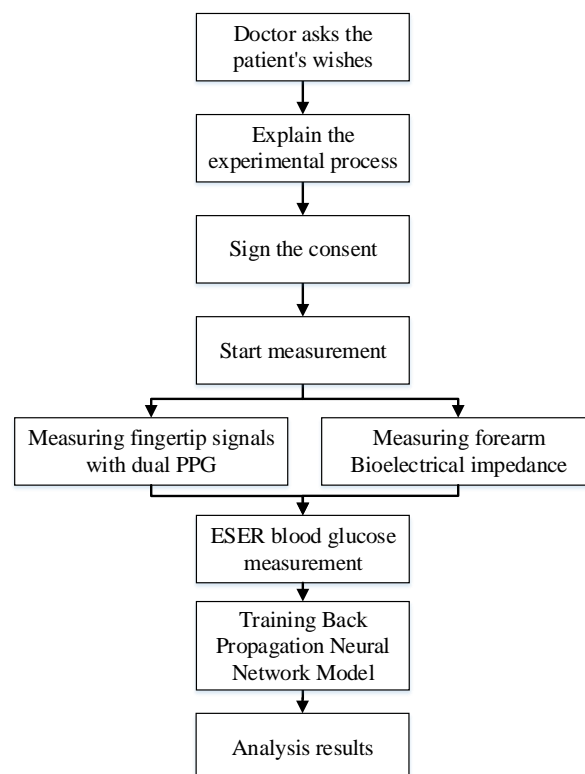 Doctor asks the
patient's wishes
Explain the
experimental process
Sign the consent
Start measurement
Measuring fingertip signals
with dual PPG
Measuring forearm
Bioelectrical impedance
ESER blood glucose
measurement
Training Back
Propagation Neural
Network Model
Analysis results